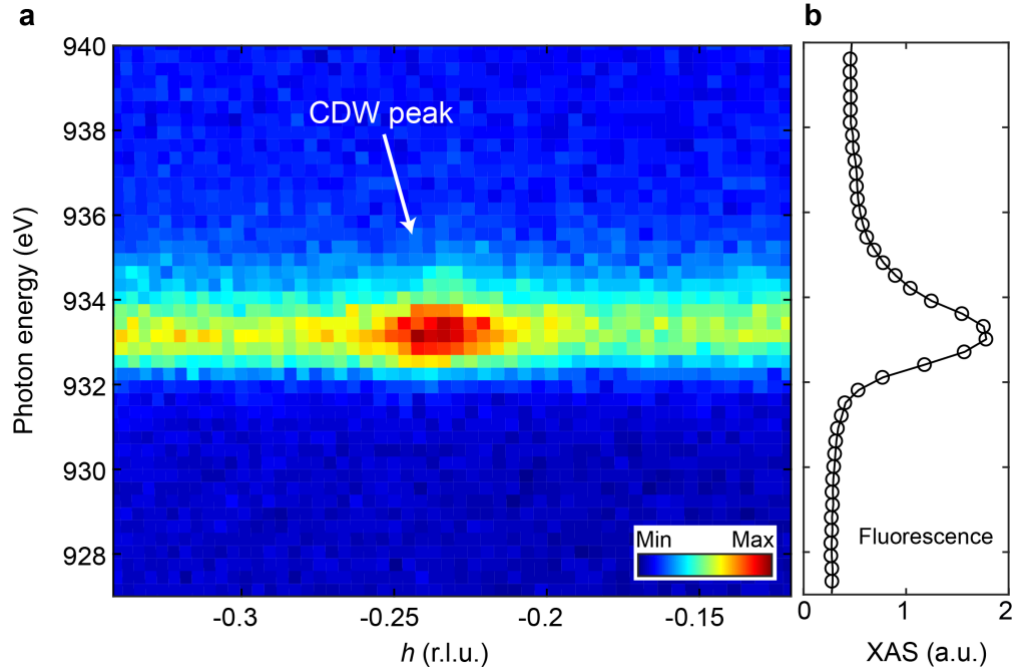 a
b
940
938
936
934
932
930
928
Photon energy (eV)
CDW peak
Min Max
-0.3 -0.25 -0.2 -0.15
h (r.l.u.)
Fluorescence
0 1 2
XAS (a.u.)